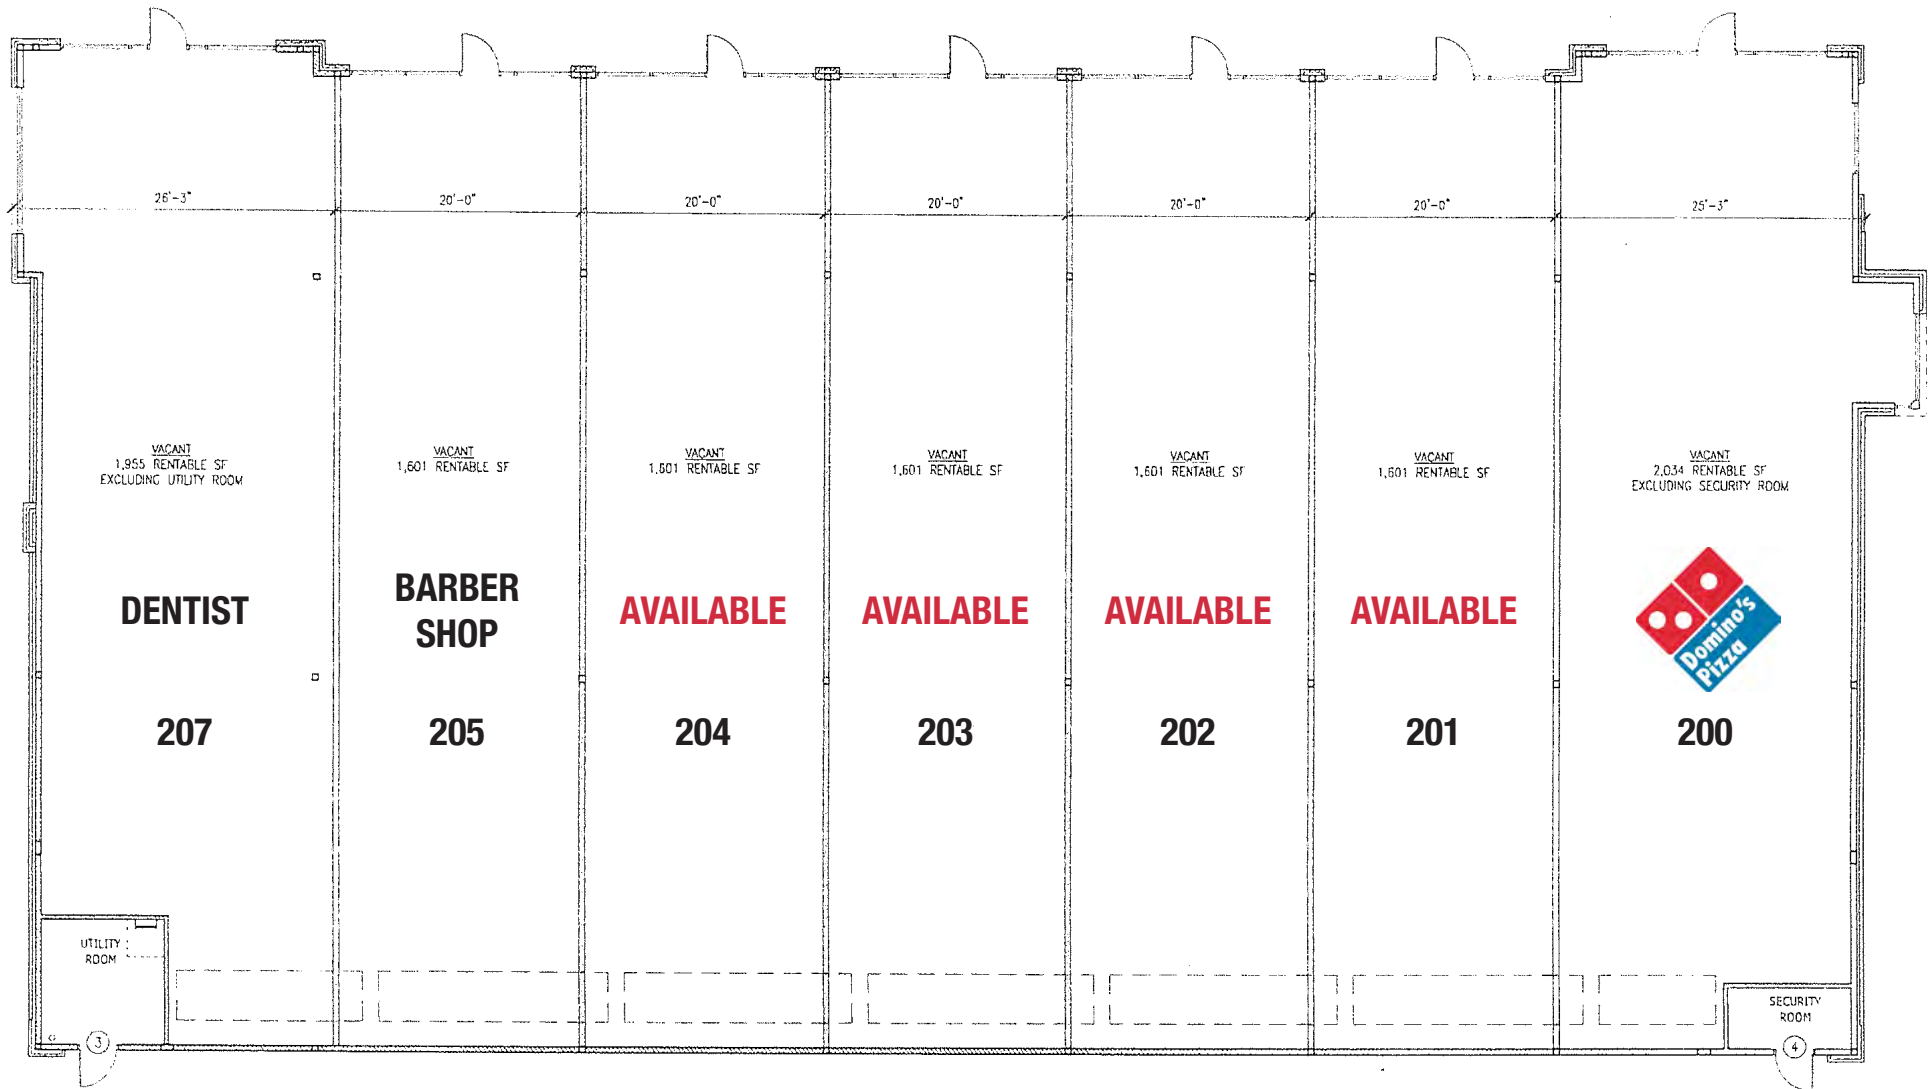 26'-3"
20'-0"
20'-0"
20'-0"
20'-0"
20'-0"
25'-3"
VACANT
1,955 RENTABLE SF
EXCLUDING UTILITY ROOM
VACANT
1,601 RENTABLE SF
VACANT
1,601 RENTABLE SF
VACANT
1,601 RENTABLE SF
VACANT
1,601 RENTABLE SF
VACANT
1,601 RENTABLE SF
VACANT
2,034 RENTABLE SF
EXCLUDING SECURITY ROOM
DENTIST
BARBER
SHOP
AVAILABLE
AVAILABLE
AVAILABLE
AVAILABLE
Domino's
Pizza
207
205
204
203
202
201
200
UTILITY
ROOM
SECURITY
ROOM
3
4